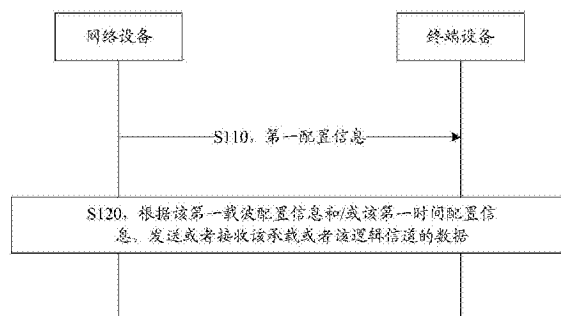 网络设备
终端设备
S110，第一配置信息
S120，根据该第一载波配置信息和/或该第一时间配置信
息，发送或者接收该承载或者该逻辑信道的数据